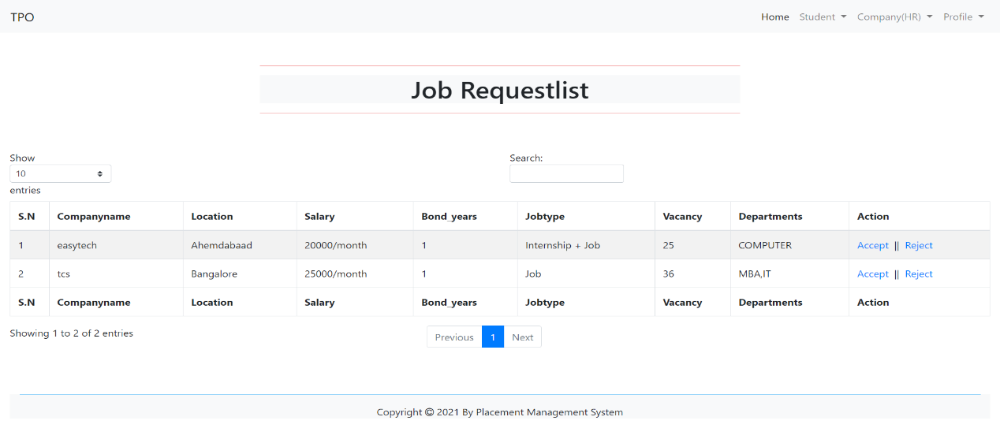 TPO Home Student Company(HR) Profile
Job Requestlist
Show Search:
10
entries
S.N Companyname Location Salary Bond_years Jobtype Vacancy Departments Action
1 easytech Ahemdabaad 20000/month 1 Internship + Job 25 COMPUTER Accept || Reject
2 tcs Bangalore 25000/month 1 Job 36 MBA,IT Accept || Reject
S.N Companyname Location Salary Bond_years Jobtype Vacancy Departments Action
Showing 1 to 2 of 2 entries Previous 1 Next
Copyright © 2021 By Placement Management System